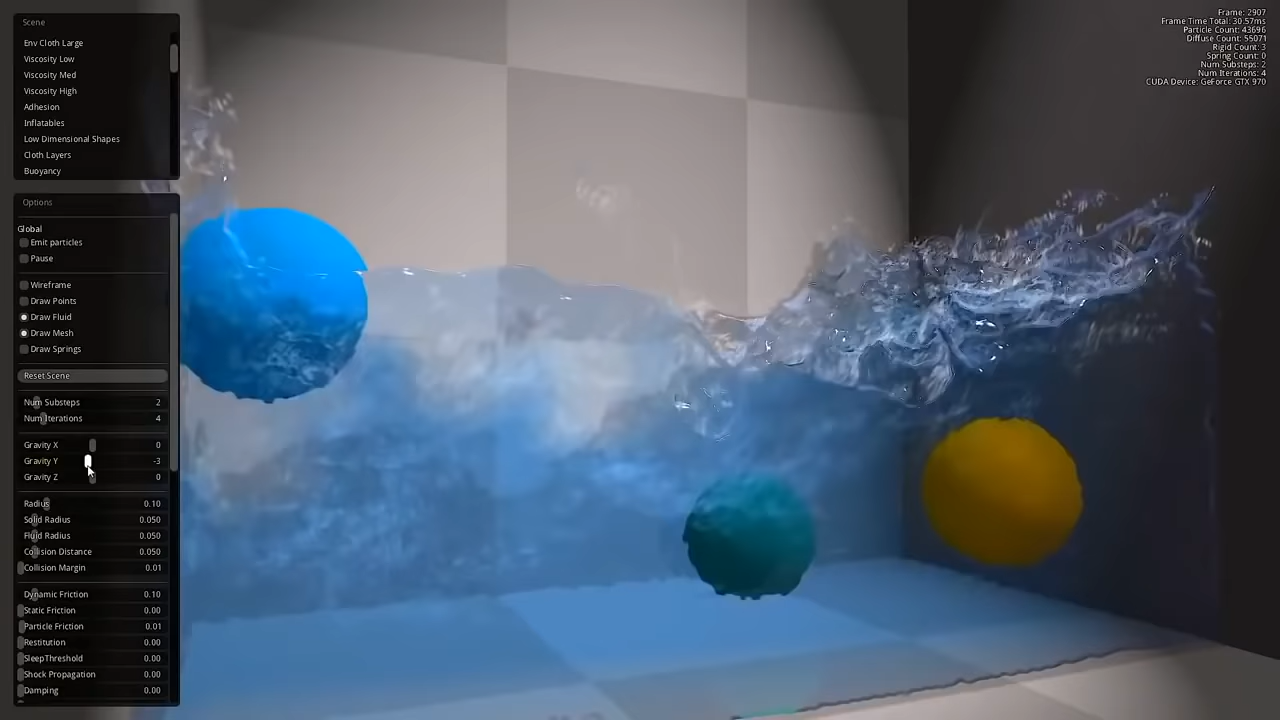 Scene
Env Cloth Large
Viscosity Low
Viscosity Med
Viscosity High
Adhesion
Inflatables
Low Dimensional Shapes
Cloth Layers
Buoyancy
Options
Global
Emit particles
Pause
Wireframe
Draw Points
Draw Fluid
Draw Mesh
Draw Springs
Reset Scene
Num Substeps 2
Num Iterations 4
Gravity X 0
Gravity Y -3
Gravity Z 0
Radius 0.10
Solid Radius 0.050
Fluid Radius 0.050
Collision Distance 0.050
Collision Margin 0.01
Dynamic Friction 0.10
Static Friction 0.00
Particle Friction 0.01
Restitution 0.00
SleepThreshold 0.00
Shock Propagation 0.00
Damping 0.00
Frame: 2907
Frame Time Total: 30.57ms
Particle Count: 43696
Diffuse Count: 55071
Rigid Count: 3
Spring Count: 0
Num Substeps: 2
Num Iterations: 4
CUDA Device: GeForce GTX 970